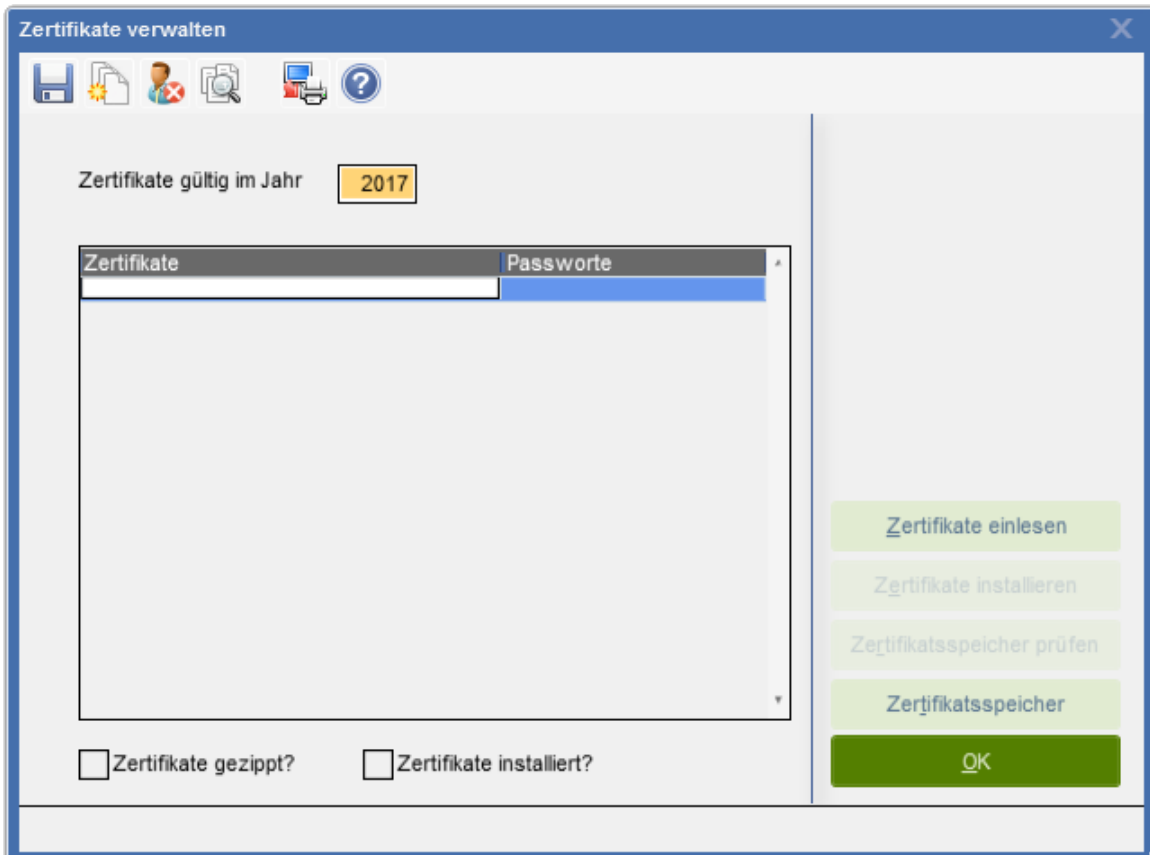 Zertifikate verwalten
Zertifikate gültig im Jahr 2017
Zertifikate Passworte
Zertifikate einlesen
Zertifikate installieren
Zertifikatsspeicher prüfen
Zertifikatsspeicher
Zertifikate gezippt? Zertifikate installiert?
OK